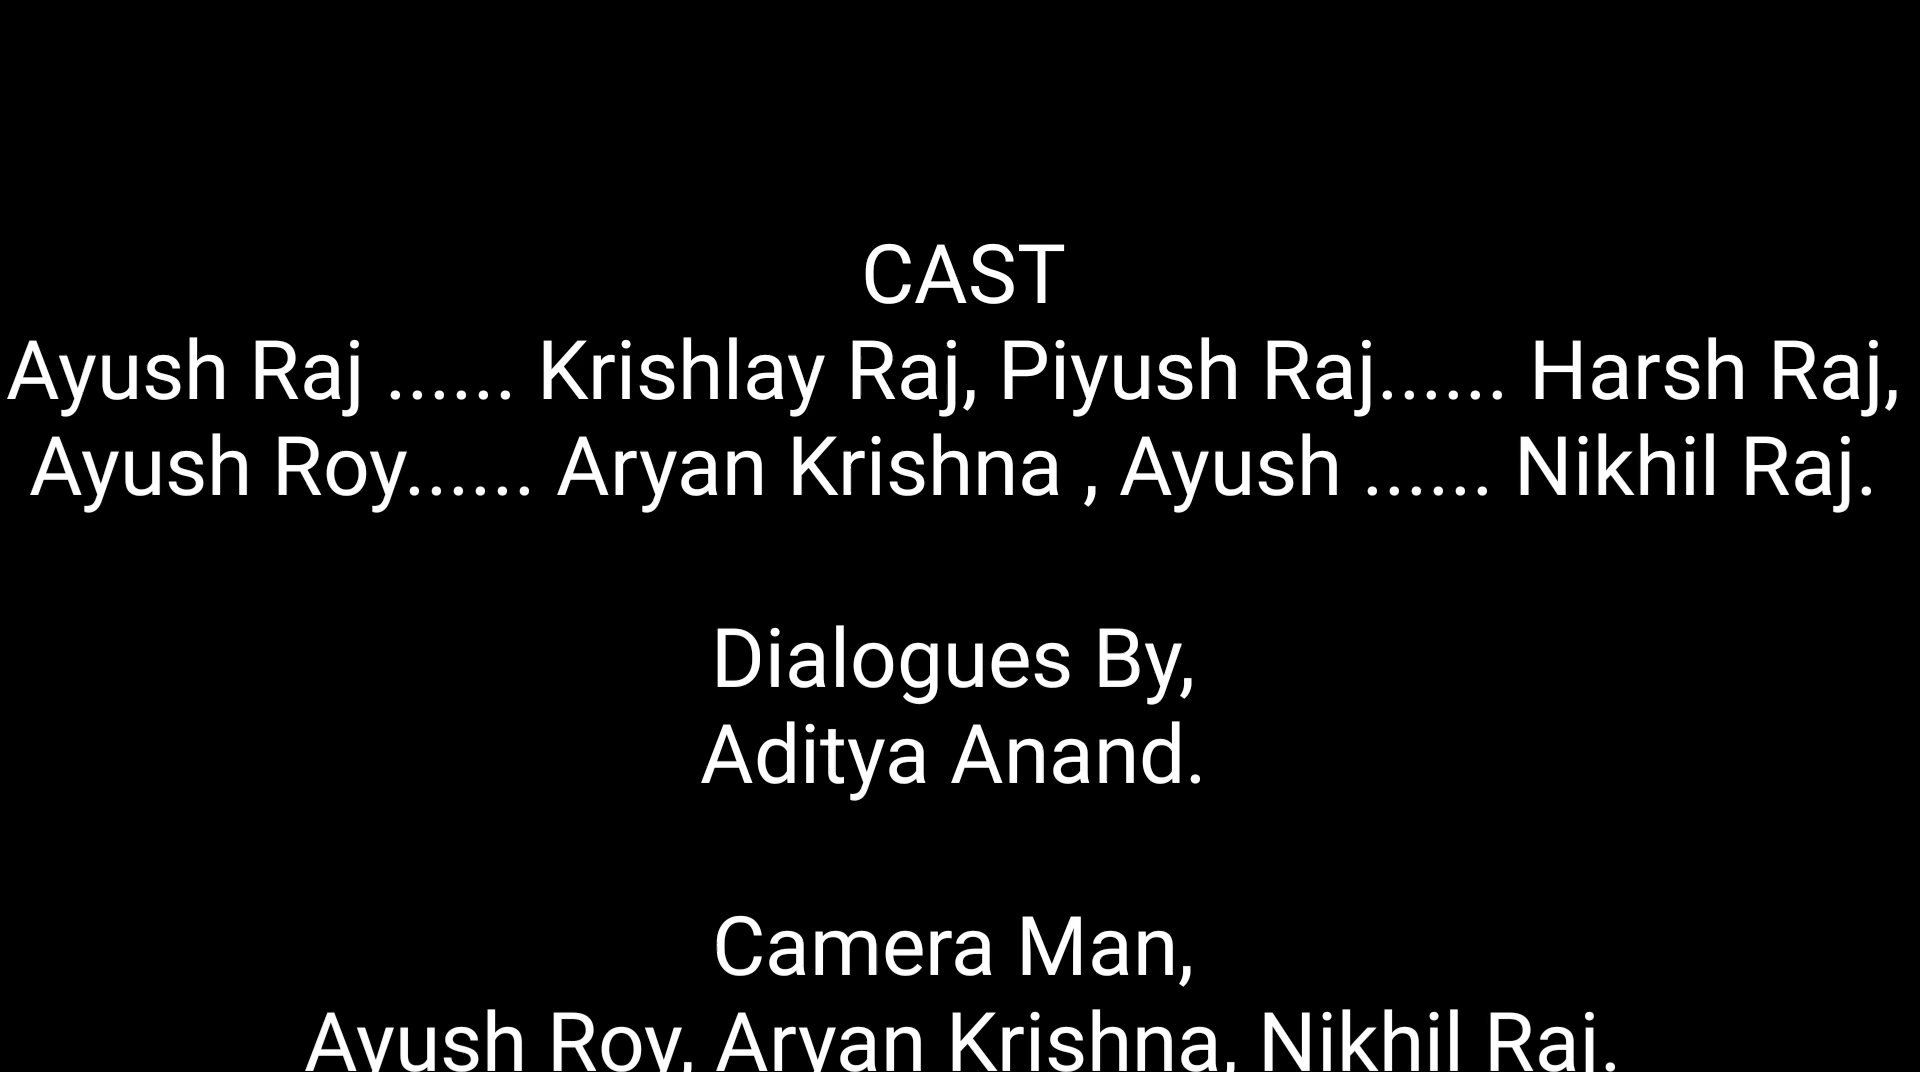 CAST
Ayush Raj ...... Krishlay Raj, Piyush Raj...... Harsh Raj,
Ayush Roy...... Aryan Krishna , Ayush ...... Nikhil Raj.
Dialogues By,
Aditya Anand.
Camera Man,
Ayush Roy, Aryan Krishna, Nikhil Raj.